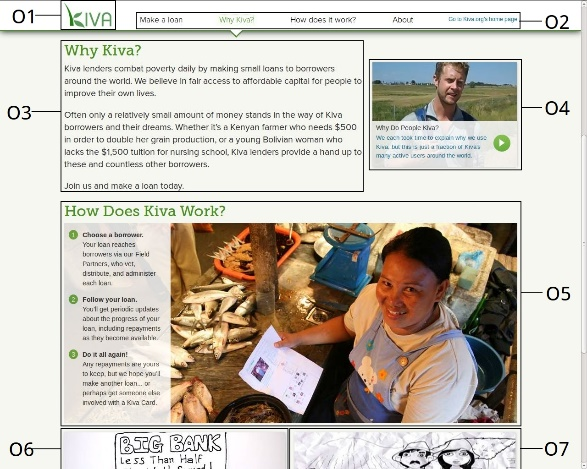 01
KIVA
Make a loan Why Kiva? How does it work? About Go to Kiva.org's home page
02
Why Kiva?
Kiva lenders combat poverty daily by making small loans to borrowers
around the world. We believe in fair access to affordable capital for people to
improve their own lives.
03
Often only a relatively small amount of money stands in the way of Kiva
borrowers and their dreams. Whether it's a Kenyan farmer who needs $500
in order to double her grain production, or a young Bolivian woman who
lacks the $1,500 tuition for nursing school, Kiva lenders provide a hand up to
these and countless other borrowers.
Join us and make a loan today.
04
Why Do People Kiva?
We each took time to explain why we use
Kiva, but this is just a fraction of Kiva's
many active users around the world.
How Does Kiva Work?
1 Choose a borrower.
Your loan reaches
borrowers via our Field
Partners, who vet,
distribute, and administer
each loan.
2 Follow your loan.
You'll get periodic updates
about the progress of your
loan, including repayments
as they become available.
3 Do it all again!
Any repayments are yours
to keep, but we hope you'll
make another loan... or
perhaps get someone else
involved with a Kiva Card.
05
06
BIG BANK
Less Than Half
07